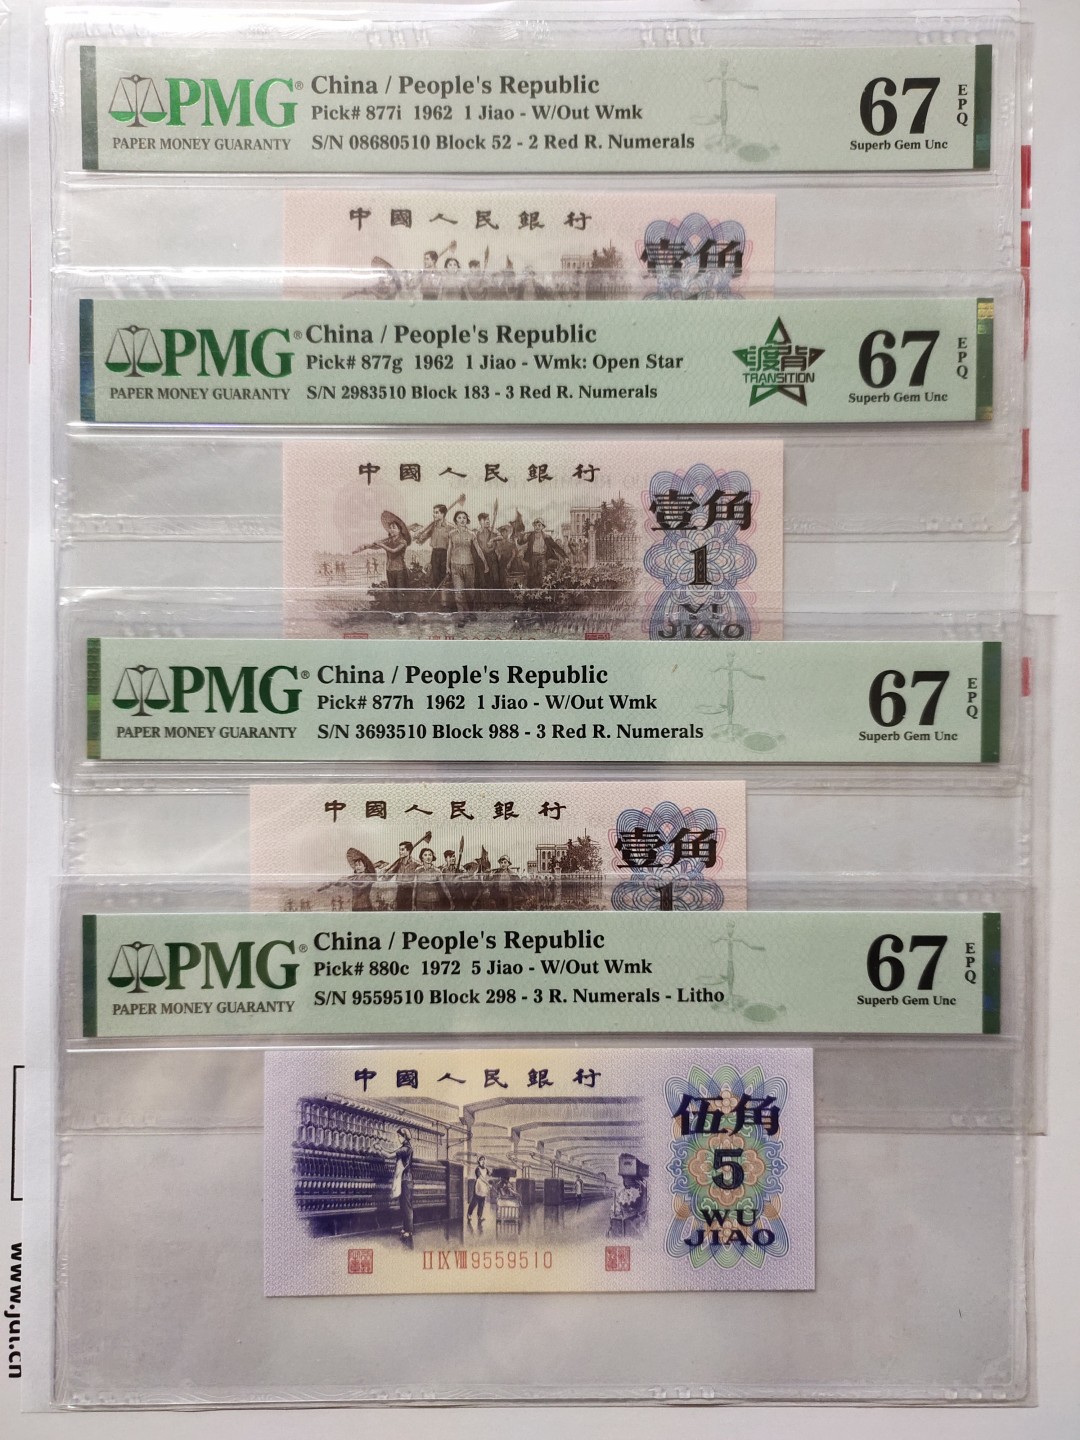 PMG®
PAPER MONEY GUARANTY
China / People's Republic
Pick# 877i 1962 1 Jiao - W/Out Wmk
S/N 08680510 Block 52 - 2 Red R. Numerals
67
EPQ
Superb Gem Unc
中國人民銀行
壹角
PMG®
PAPER MONEY GUARANTY
China / People's Republic
Pick# 877g 1962 1 Jiao - Wmk: Open Star
S/N 2983510 Block 183 - 3 Red R. Numerals
TRANSITION
67
EPQ
Superb Gem Unc
中國人民銀行
壹角
1
YI
JIAO
PMG®
PAPER MONEY GUARANTY
China / People's Republic
Pick# 877h 1962 1 Jiao - W/Out Wmk
S/N 3693510 Block 988 - 3 Red R. Numerals
67
EPQ
Superb Gem Unc
中國人民銀行
壹角
1
PMG®
PAPER MONEY GUARANTY
China / People's Republic
Pick# 880c 1972 5 Jiao - W/Out Wmk
S/N 9559510 Block 298 - 3 R. Numerals - Litho
67
EPQ
Superb Gem Unc
中國人民銀行
伍角
5
WU
JIAO
II IX VIII 9559510